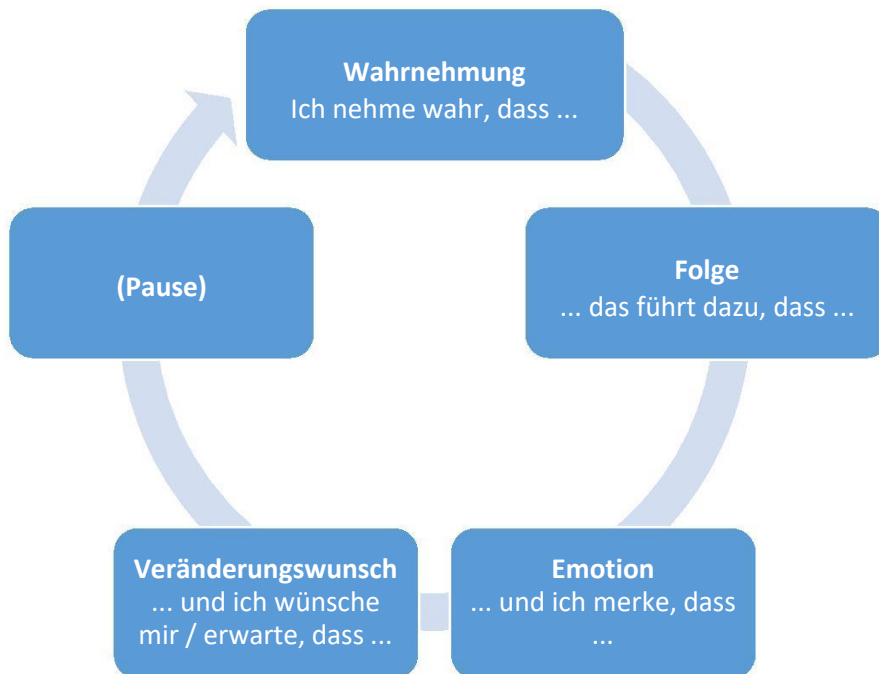 Wahrnehmung
Ich nehme wahr, dass ...
Folge
... das führt dazu, dass ...
Emotion
... und ich merke, dass
...
Veränderungswunsch
... und ich wünsche
mir / erwarte, dass ...
(Pause)